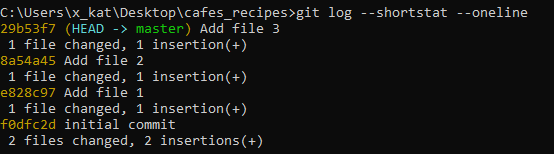 C:\Users\x_kat\Desktop\cafes_recipes>git log --shortstat --oneline
29b53f7 (HEAD -> master) Add file 3
 1 file changed, 1 insertion(+)
8a54a45 Add file 2
 1 file changed, 1 insertion(+)
e828c97 Add file 1
 1 file changed, 1 insertion(+)
f0dfc2d initial commit
 2 files changed, 2 insertions(+)